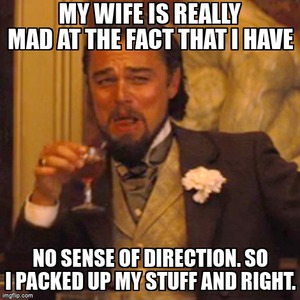 MY WIFE IS REALLY
MAD AT THE FACT THAT I HAVE
NO SENSE OF DIRECTION. SO
I PACKED UP MY STUFF AND RIGHT.
imgflip.com